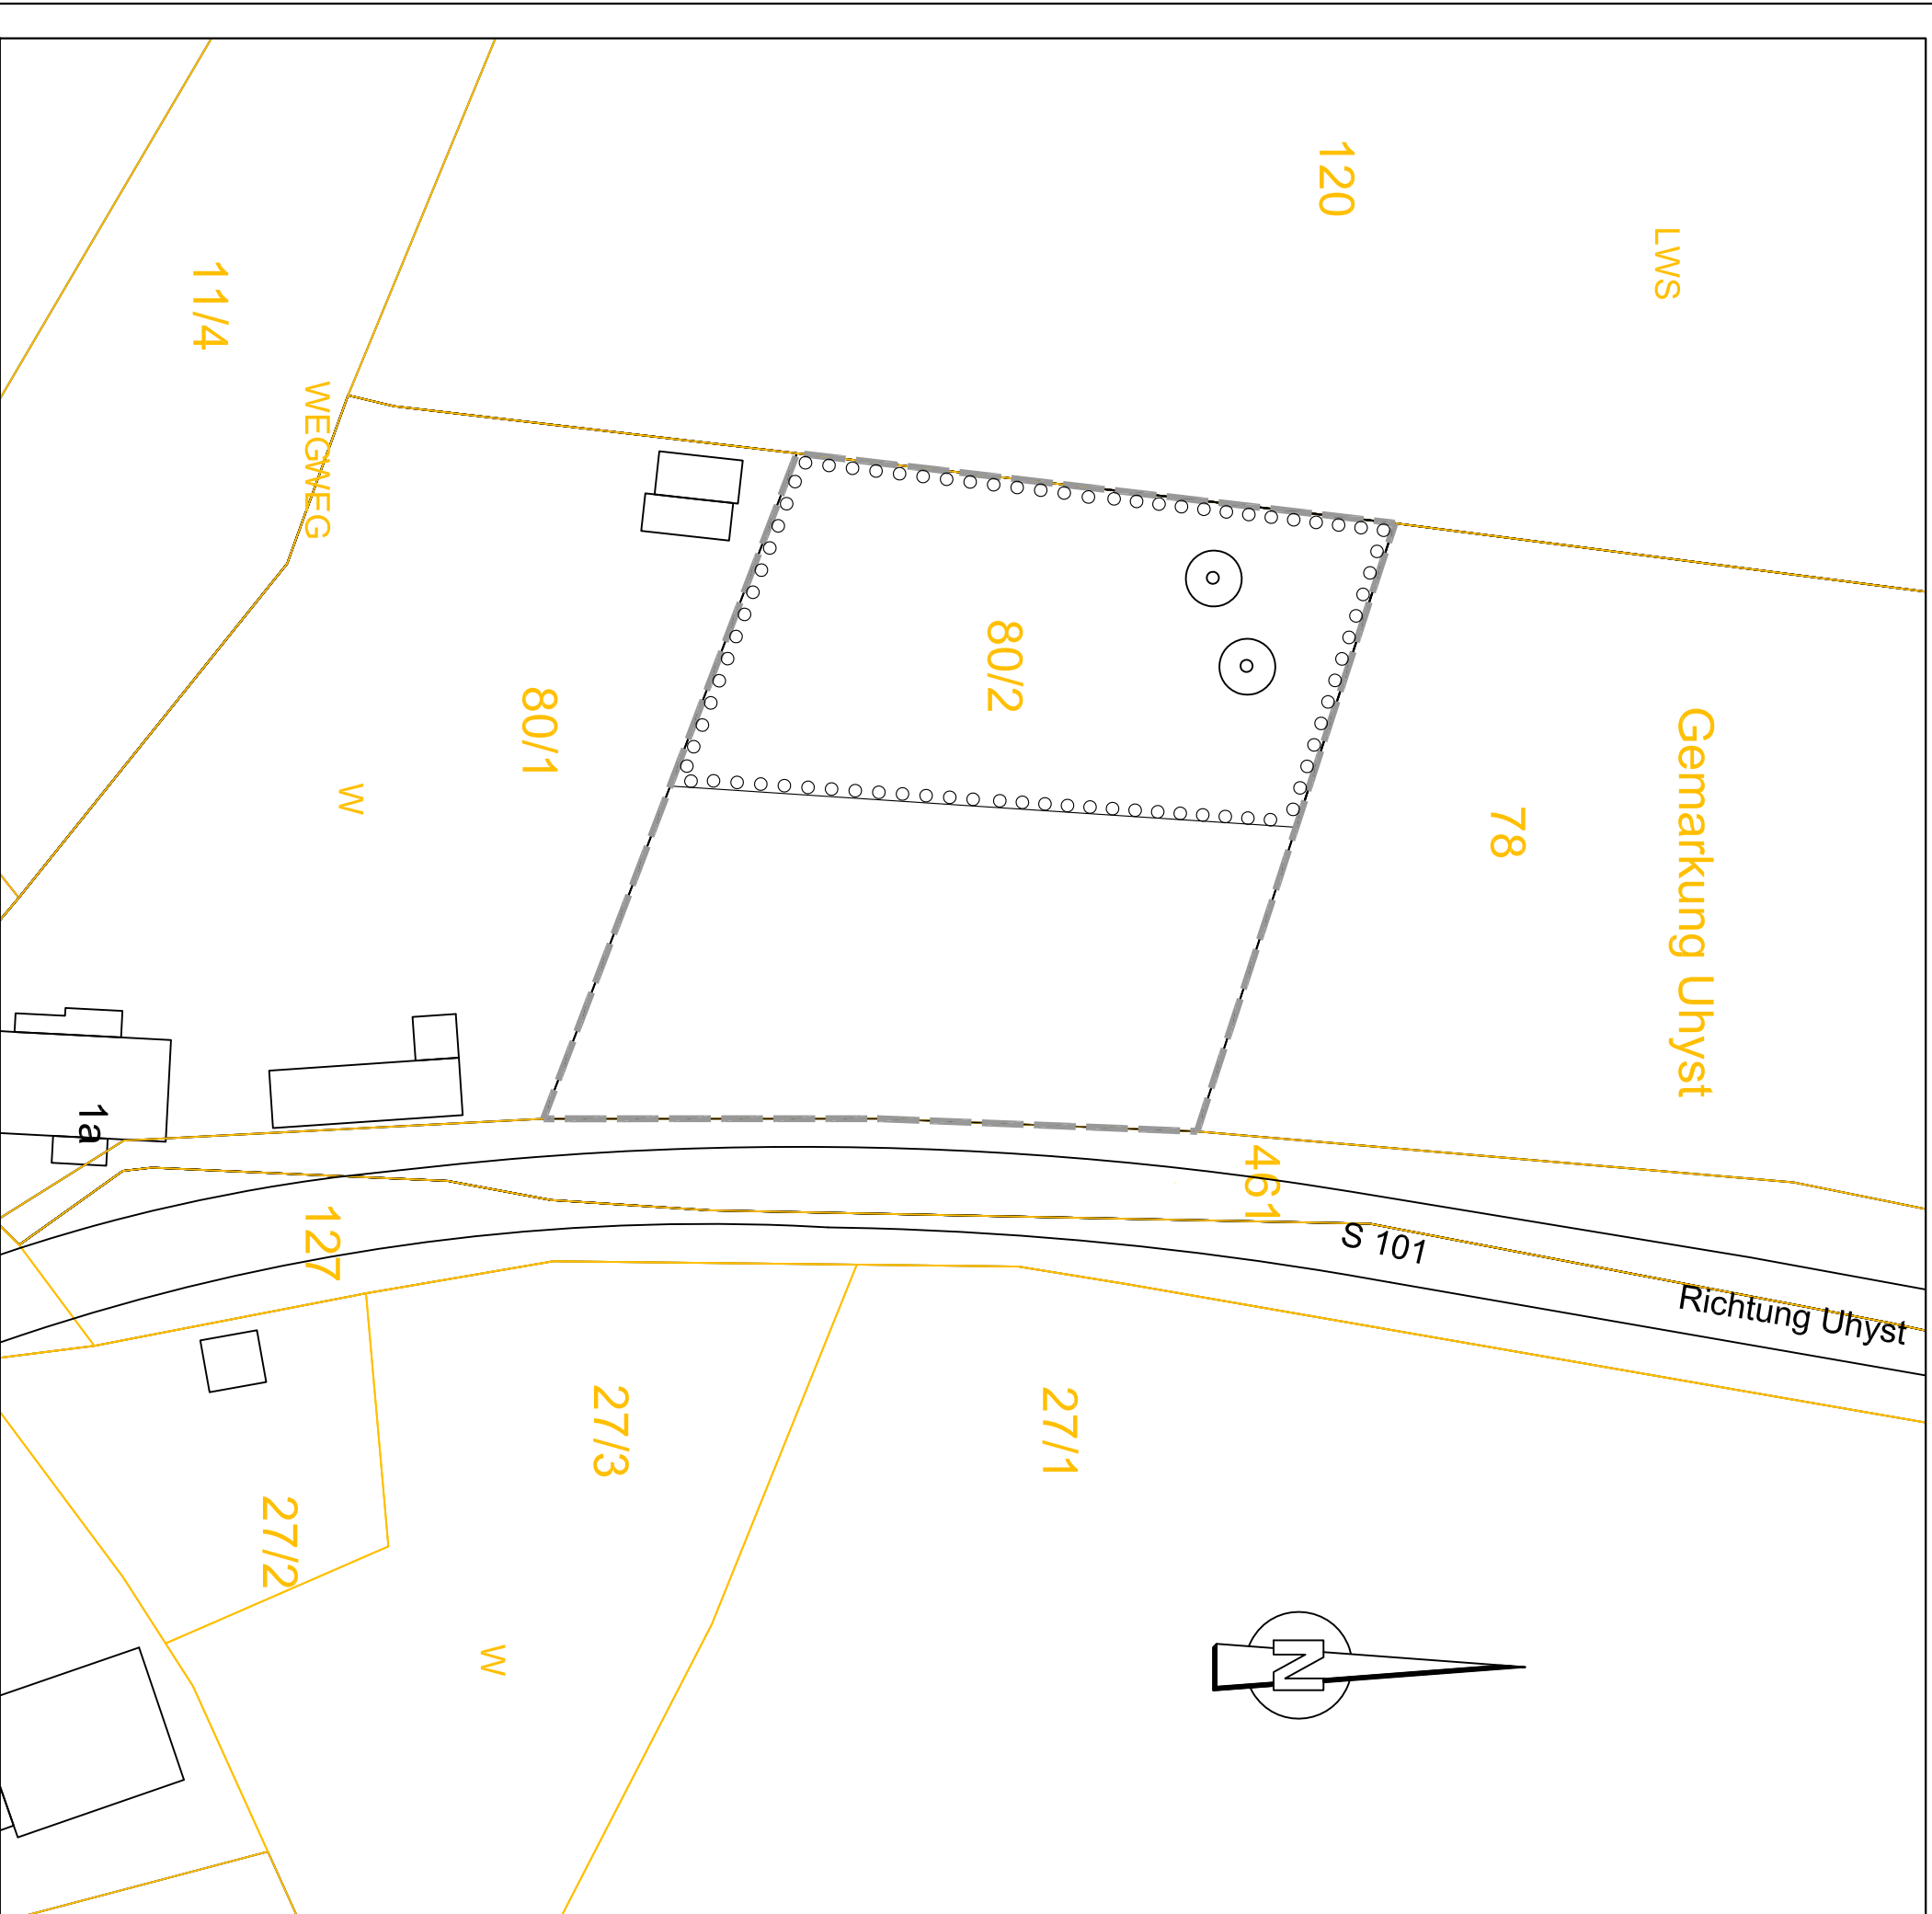 120
LWS
11/4
WEGWEG
80/2
80/1
Gemarkung Uhyst
W
78
1a
461
127
S 101
Richtung Uhyst
27/3
27/1
27/2
W
N